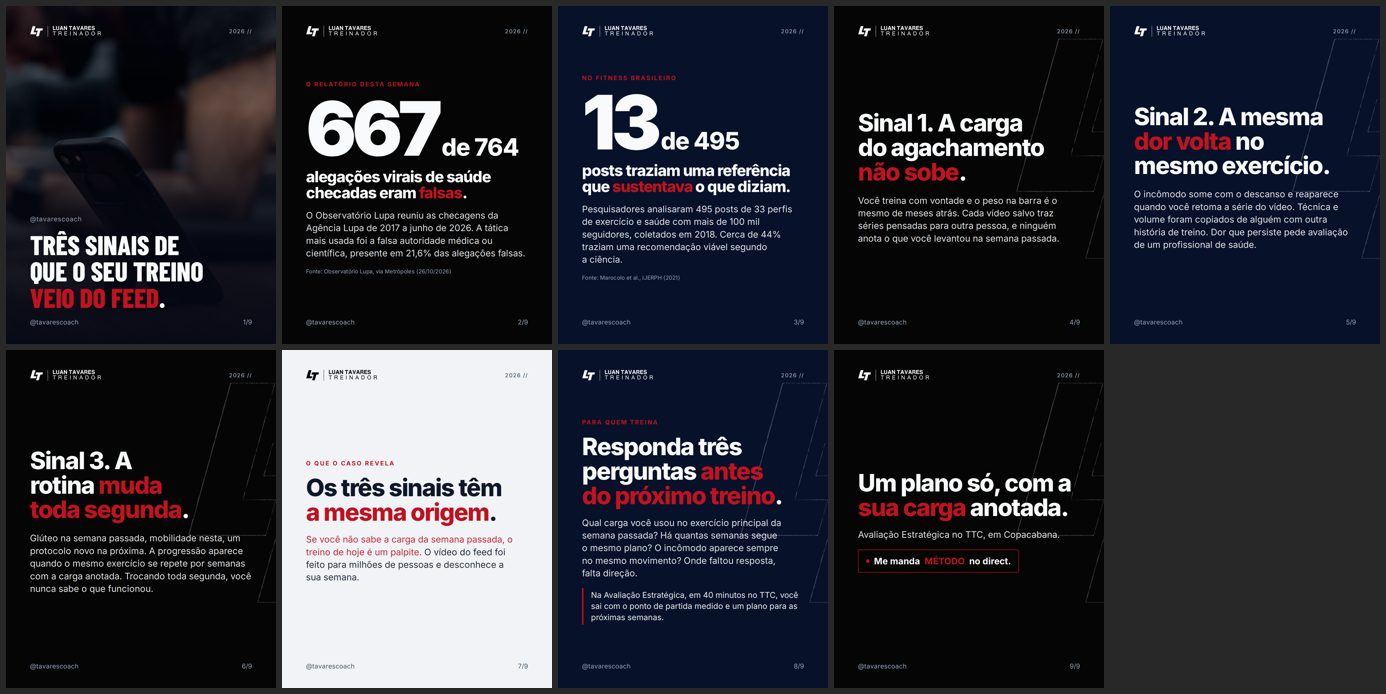 LT LUAN TAVARES
TREINADOR
2026 //
@tavarescoach
TRÊS SINAIS DE
QUE O SEU TREINO
VEIO DO FEED.
@tavarescoach
1/9
LT LUAN TAVARES
TREINADOR
2026 //
O RELATÓRIO DESTA SEMANA
667 de 764
alegações virais de saúde
checadas eram falsas.
O Observatório Lupa reuniu as checagens da
Agência Lupa de 2017 a junho de 2026. A tática
mais usada foi a falsa autoridade médica ou
científica, presente em 21,6% das alegações falsas.
Fonte: Observatório Lupa, via Metrópoles (26/10/2026)
@tavarescoach
2/9
LT LUAN TAVARES
TREINADOR
2026 //
NO FITNESS BRASILEIRO
13 de 495
posts traziam uma referência
que sustentava o que diziam.
Pesquisadores analisaram 495 posts de 33 perfis
de exercício e saúde com mais de 100 mil
seguidores, coletados em 2018. Cerca de 44%
traziam uma recomendação viável segundo
a ciência.
Fonte: Marocolo et al., IJERPH (2021)
@tavarescoach
3/9
LT LUAN TAVARES
TREINADOR
2026 //
Sinal 1. A carga
do agachamento
não sobe.
Você treina com vontade e o peso na barra é o
mesmo de meses atrás. Cada vídeo salvo traz
séries pensadas para outra pessoa, e ninguém
anota o que você levantou na semana passada.
@tavarescoach
4/9
LT LUAN TAVARES
TREINADOR
2026 //
Sinal 2. A mesma
dor volta no
mesmo exercício.
O incômodo some com o descanso e reaparece
quando você retoma a série do vídeo. Técnica e
volume foram copiados de alguém com outra
história de treino. Dor que persiste pede avaliação
de um profissional de saúde.
@tavarescoach
5/9
LT LUAN TAVARES
TREINADOR
2026 //
Sinal 3. A
rotina muda
toda segunda.
Glúteo na semana passada, mobilidade nesta, um
protocolo novo na próxima. A progressão aparece
quando o mesmo exercício se repete por semanas
com a carga anotada. Trocando toda segunda, você
nunca sabe o que funcionou.
@tavarescoach
6/9
LT LUAN TAVARES
TREINADOR
2026 //
O QUE O CASO REVELA
Os três sinais têm
a mesma origem.
Se você não sabe a carga da semana passada, o
treino de hoje é um palpite. O vídeo do feed foi
feito para milhões de pessoas e desconhece a
sua semana.
@tavarescoach
7/9
LT LUAN TAVARES
TREINADOR
2026 //
PARA QUEM TREINA
Responda três
perguntas antes
do próximo treino.
Qual carga você usou no exercício principal da
semana passada? Há quantas semanas segue
o mesmo plano? O incômodo aparece sempre
no mesmo movimento? Onde faltou resposta,
falta direção.
Na Avaliação Estratégica, em 40 minutos no TTC, você
sai com o ponto de partida medido e um plano para as
próximas semanas.
@tavarescoach
8/9
LT LUAN TAVARES
TREINADOR
2026 //
Um plano só, com a
sua carga anotada.
Avaliação Estratégica no TTC, em Copacabana.
• Me manda MÉTODO no direct.
@tavarescoach
9/9